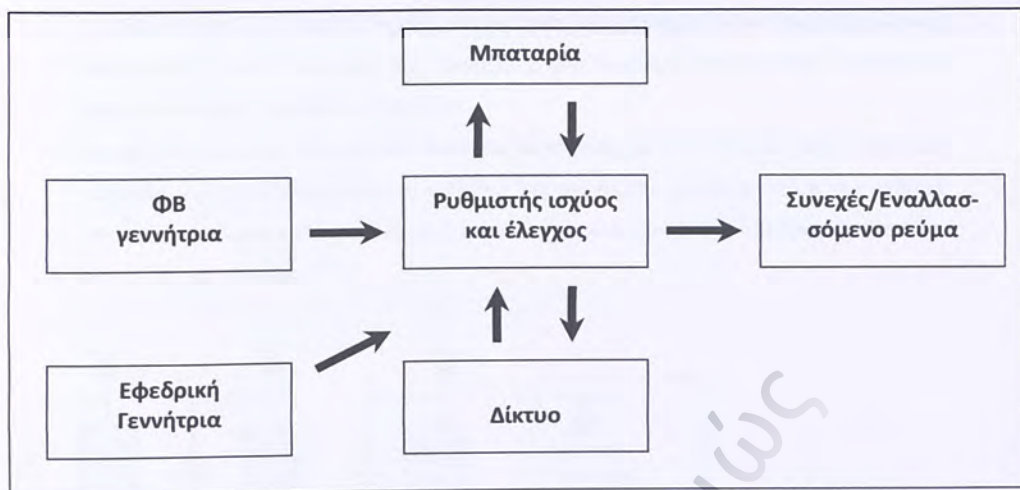 Μπαταρία
ΦΒ
γεννήτρια
Ρυθμιστής ισχύος
και έλεγχος
Συνεχές/Εναλλασ-
σόμενο ρεύμα
Εφεδρική
Γεννήτρια
Δίκτυο